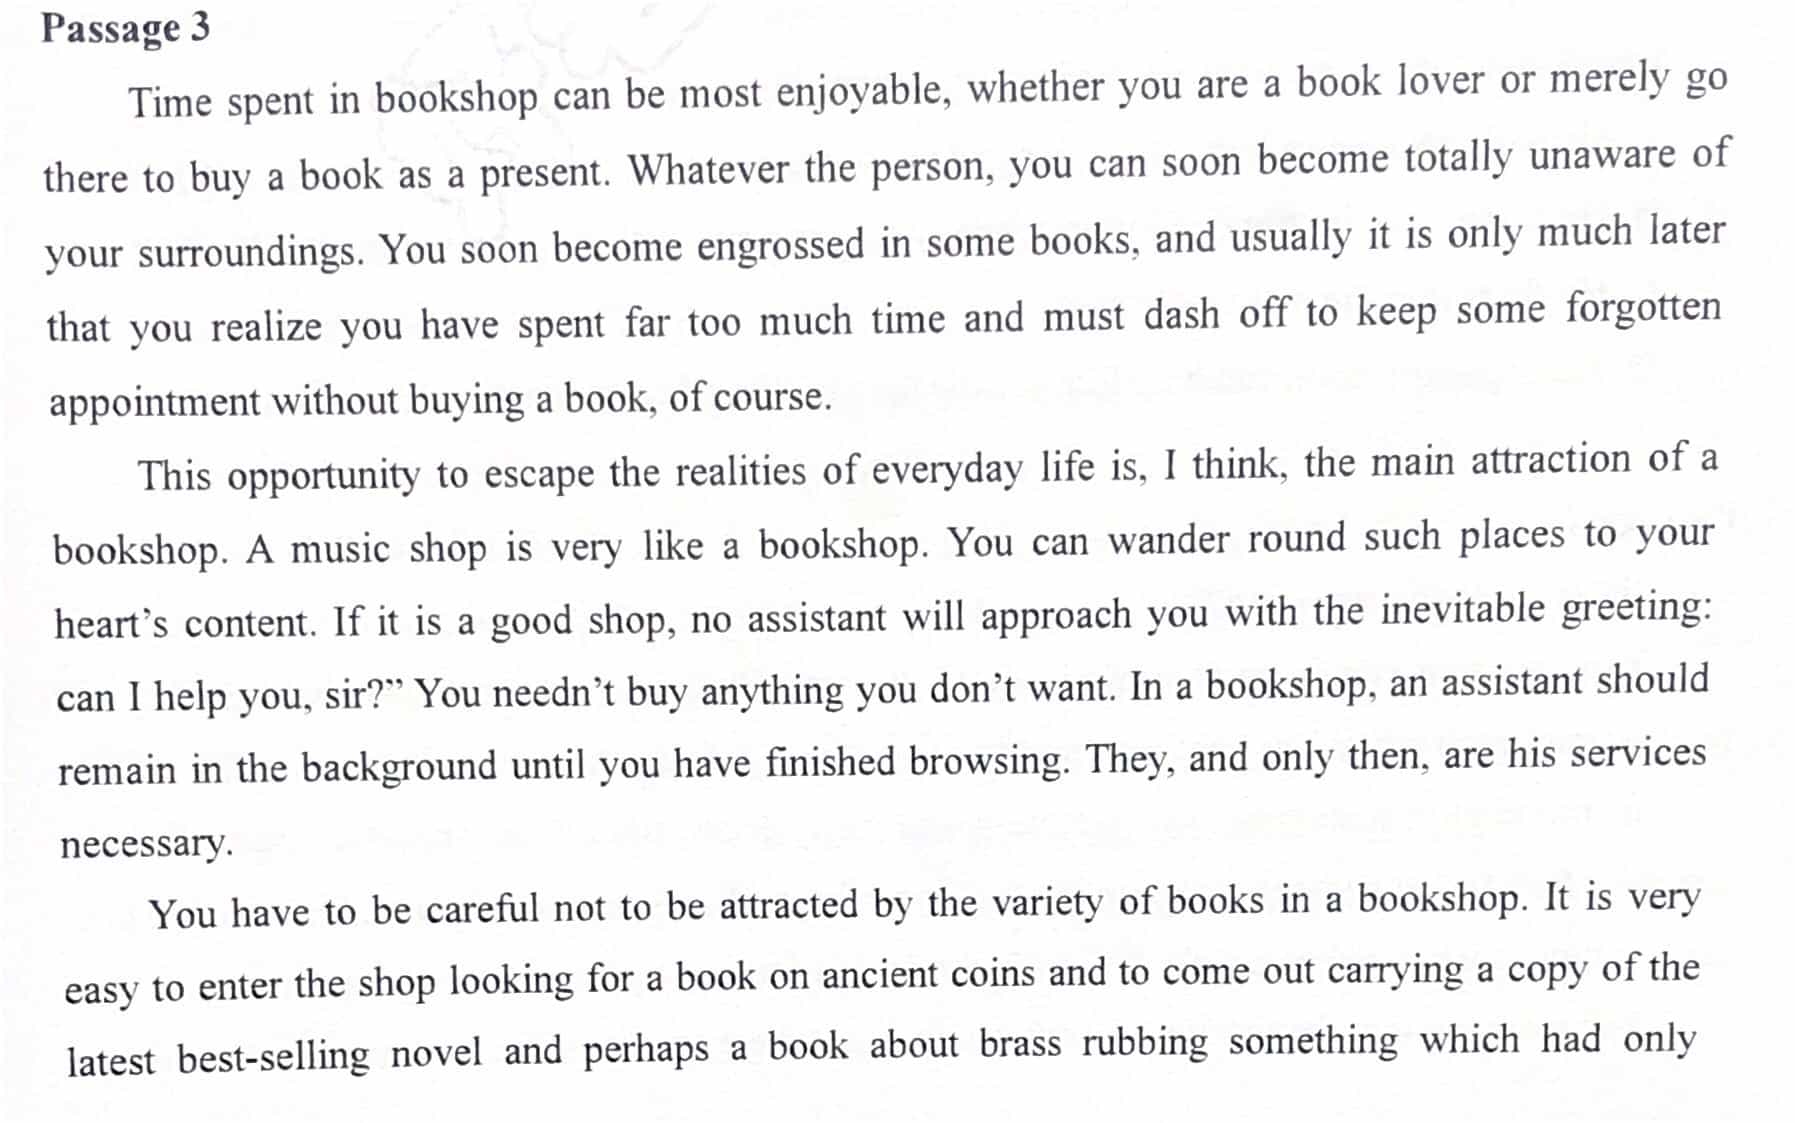 Passage 3
Time spent in bookshop can be most enjoyable, whether you are a book lover or merely go
there to buy a book as a present. Whatever the person, you can soon become totally unaware of
your surroundings. You soon become engrossed in some books, and usually it is only much later
that you realize you have spent far too much time and must dash off to keep some forgotten
appointment without buying a book, of course.
This opportunity to escape the realities of everyday life is, I think, the main attraction of a
bookshop. A music shop is very like a bookshop. You can wander round such places to your
heart’s content. If it is a good shop, no assistant will approach you with the inevitable greeting:
can I help you, sir?” You needn’t buy anything you don’t want. In a bookshop, an assistant should
remain in the background until you have finished browsing. They, and only then, are his services
necessary.
You have to be careful not to be attracted by the variety of books in a bookshop. It is very
easy to enter the shop looking for a book on ancient coins and to come out carrying a copy of the
latest best-selling novel and perhaps a book about brass rubbing something which had only